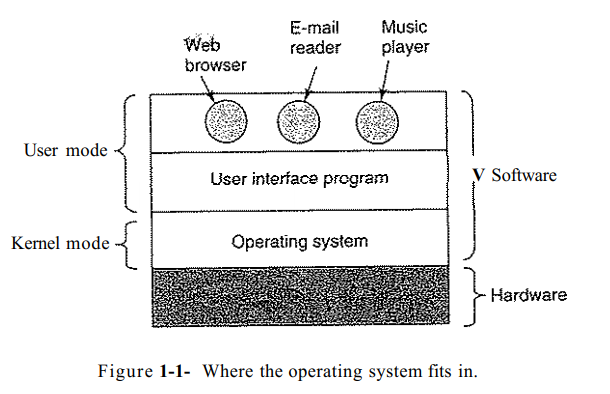 Web
browser
E-mail
reader
Music
player
User mode
User interface program
V Software
Kernel mode
Operating system
Hardware
Figure 1-1- Where the operating system fits in.